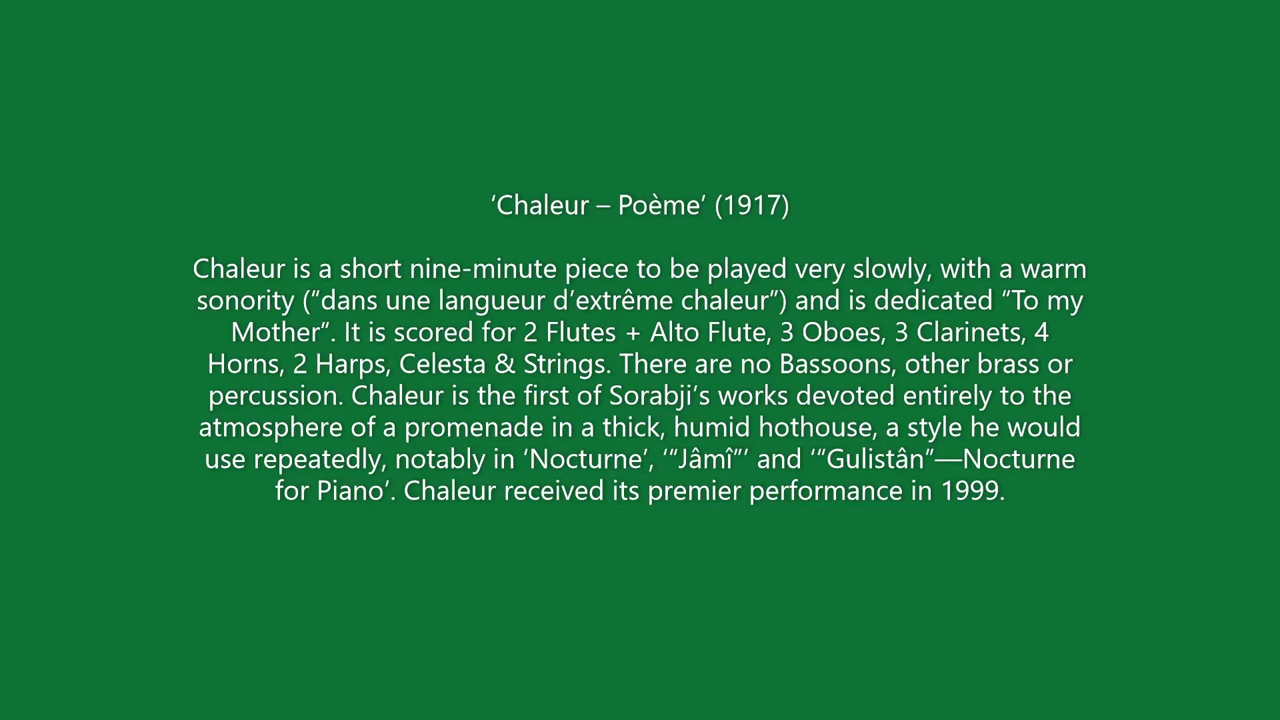 ‘Chaleur – Poème’ (1917)
Chaleur is a short nine-minute piece to be played very slowly, with a warm
sonority (“dans une langueur d’extrême chaleur”) and is dedicated “To my
Mother”. It is scored for 2 Flutes + Alto Flute, 3 Oboes, 3 Clarinets, 4
Horns, 2 Harps, Celesta & Strings. There are no Bassoons, other brass or
percussion. Chaleur is the first of Sorabji’s works devoted entirely to the
atmosphere of a promenade in a thick, humid hothouse, a style he would
use repeatedly, notably in ‘Nocturne’, ‘“Jâmî”’ and ‘“Gulistân”—Nocturne
for Piano’. Chaleur received its premier performance in 1999.